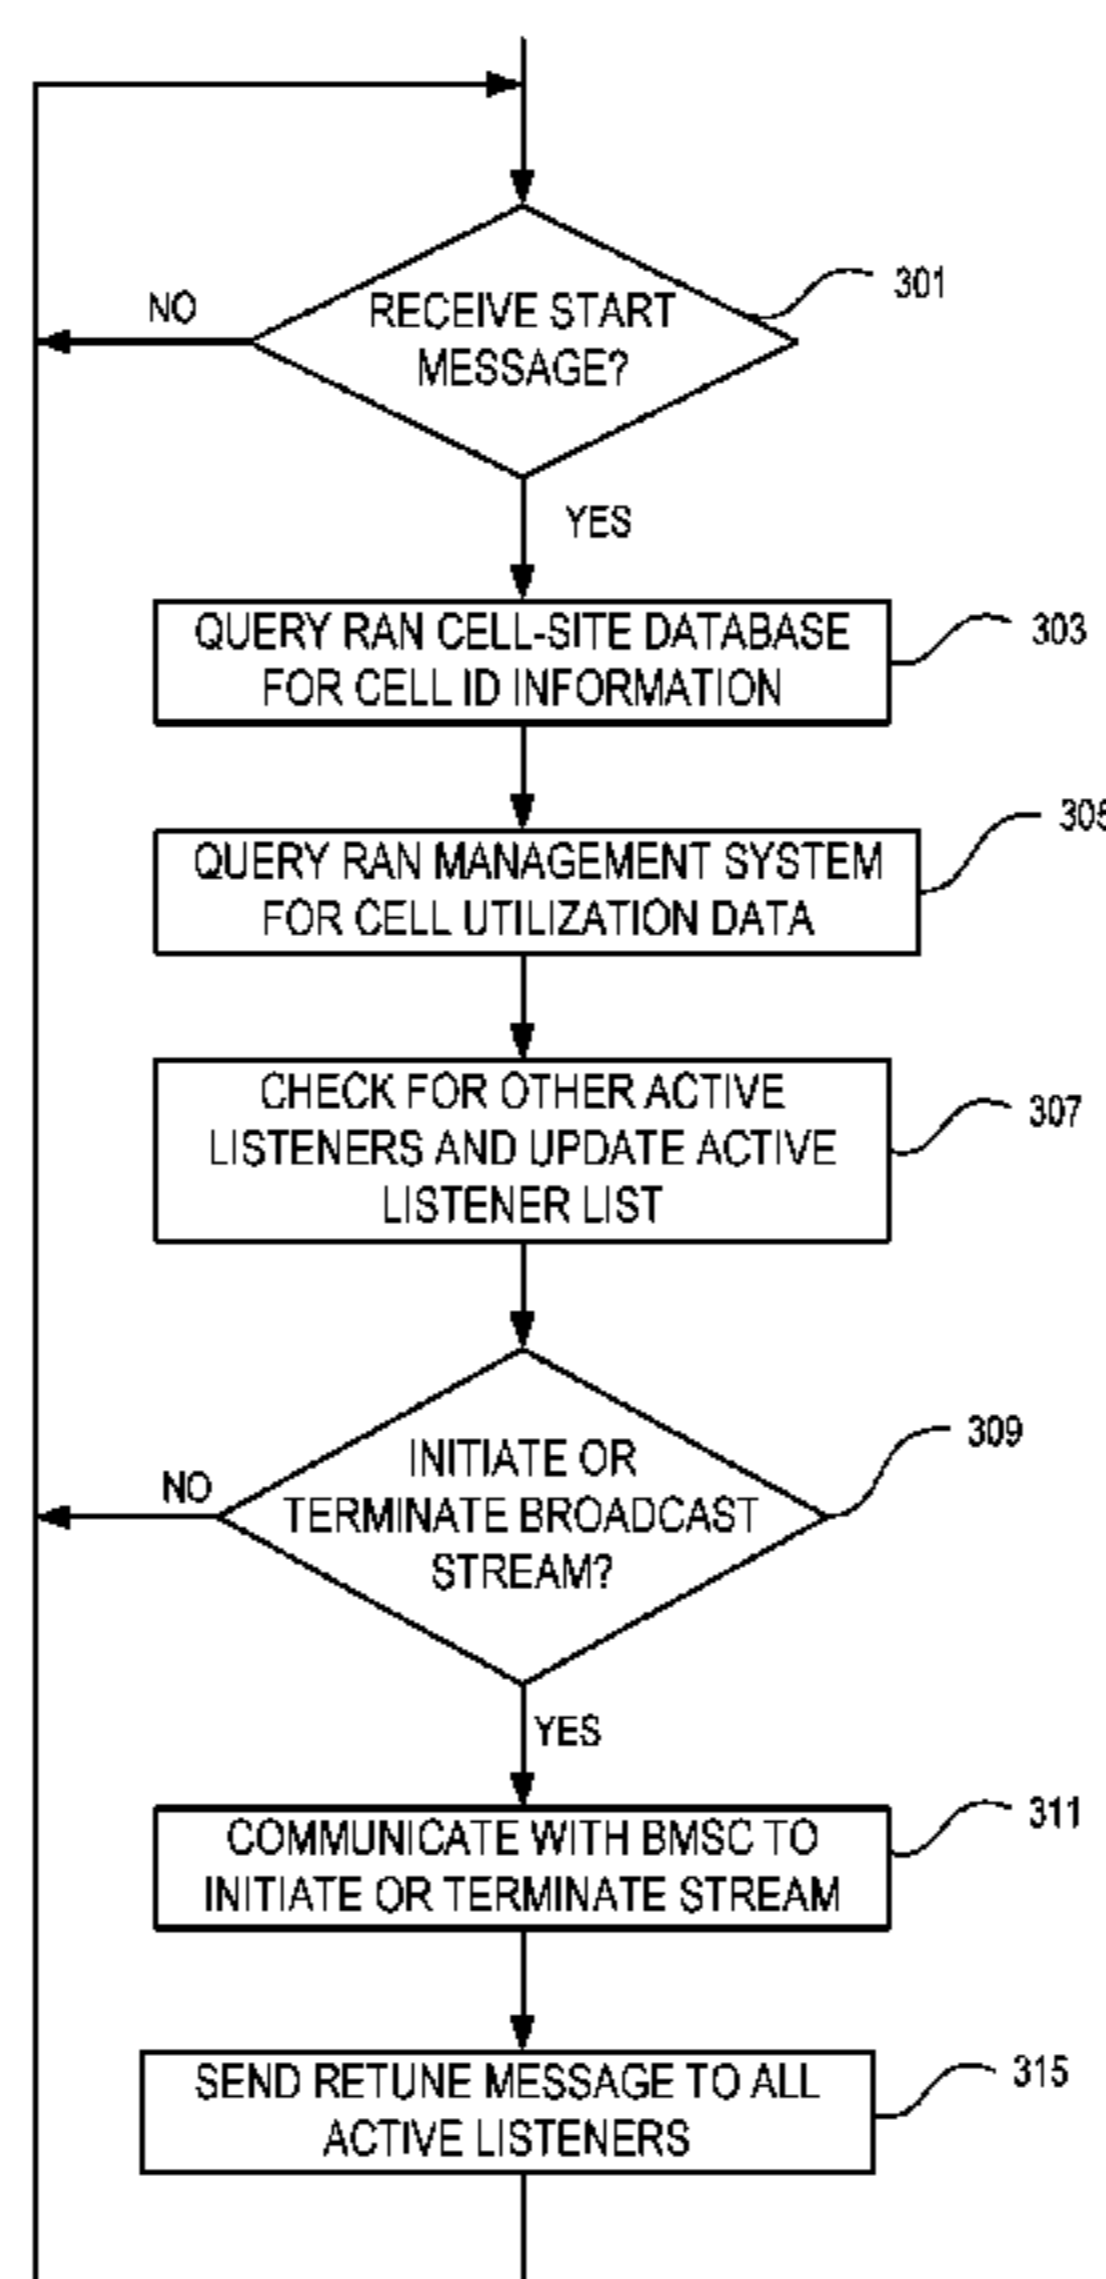 RECEIVE START
MESSAGE?
301
NO
YES
QUERY RAN CELL-SITE DATABASE
FOR CELL ID INFORMATION
303
QUERY RAN MANAGEMENT SYSTEM
FOR CELL UTILIZATION DATA
305
CHECK FOR OTHER ACTIVE
LISTENERS AND UPDATE ACTIVE
LISTENER LIST
307
INITIATE OR
TERMINATE BROADCAST
STREAM?
309
NO
YES
COMMUNICATE WITH BMSC TO
INITIATE OR TERMINATE STREAM
311
SEND RETUNE MESSAGE TO ALL
ACTIVE LISTENERS
315